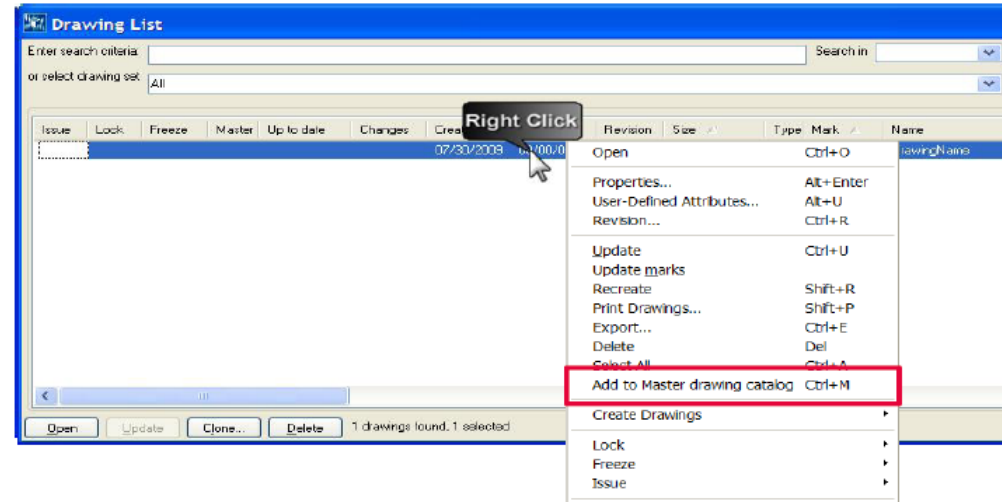 Drawing List
Enter search criteria:
Search in
or select drawing set
All
Right Click
Issue Lock Freeze Master Up to date Changes Revision Size Type Mark Name
07/30/2009
Open Ctrl+O
Properties... Alt+Enter
User-Defined Attributes... Alt+U
Revision... Ctrl+R
Update Ctrl+U
Update marks
Recreate Shift+R
Print Drawings... Shift+P
Export... Ctrl+E
Delete Del
Select All Ctrl+A
Add to Master drawing catalog Ctrl+M
Create Drawings
Lock
Freeze
Issue
Open Update Clone... Delete 1 drawings found. 1 selected